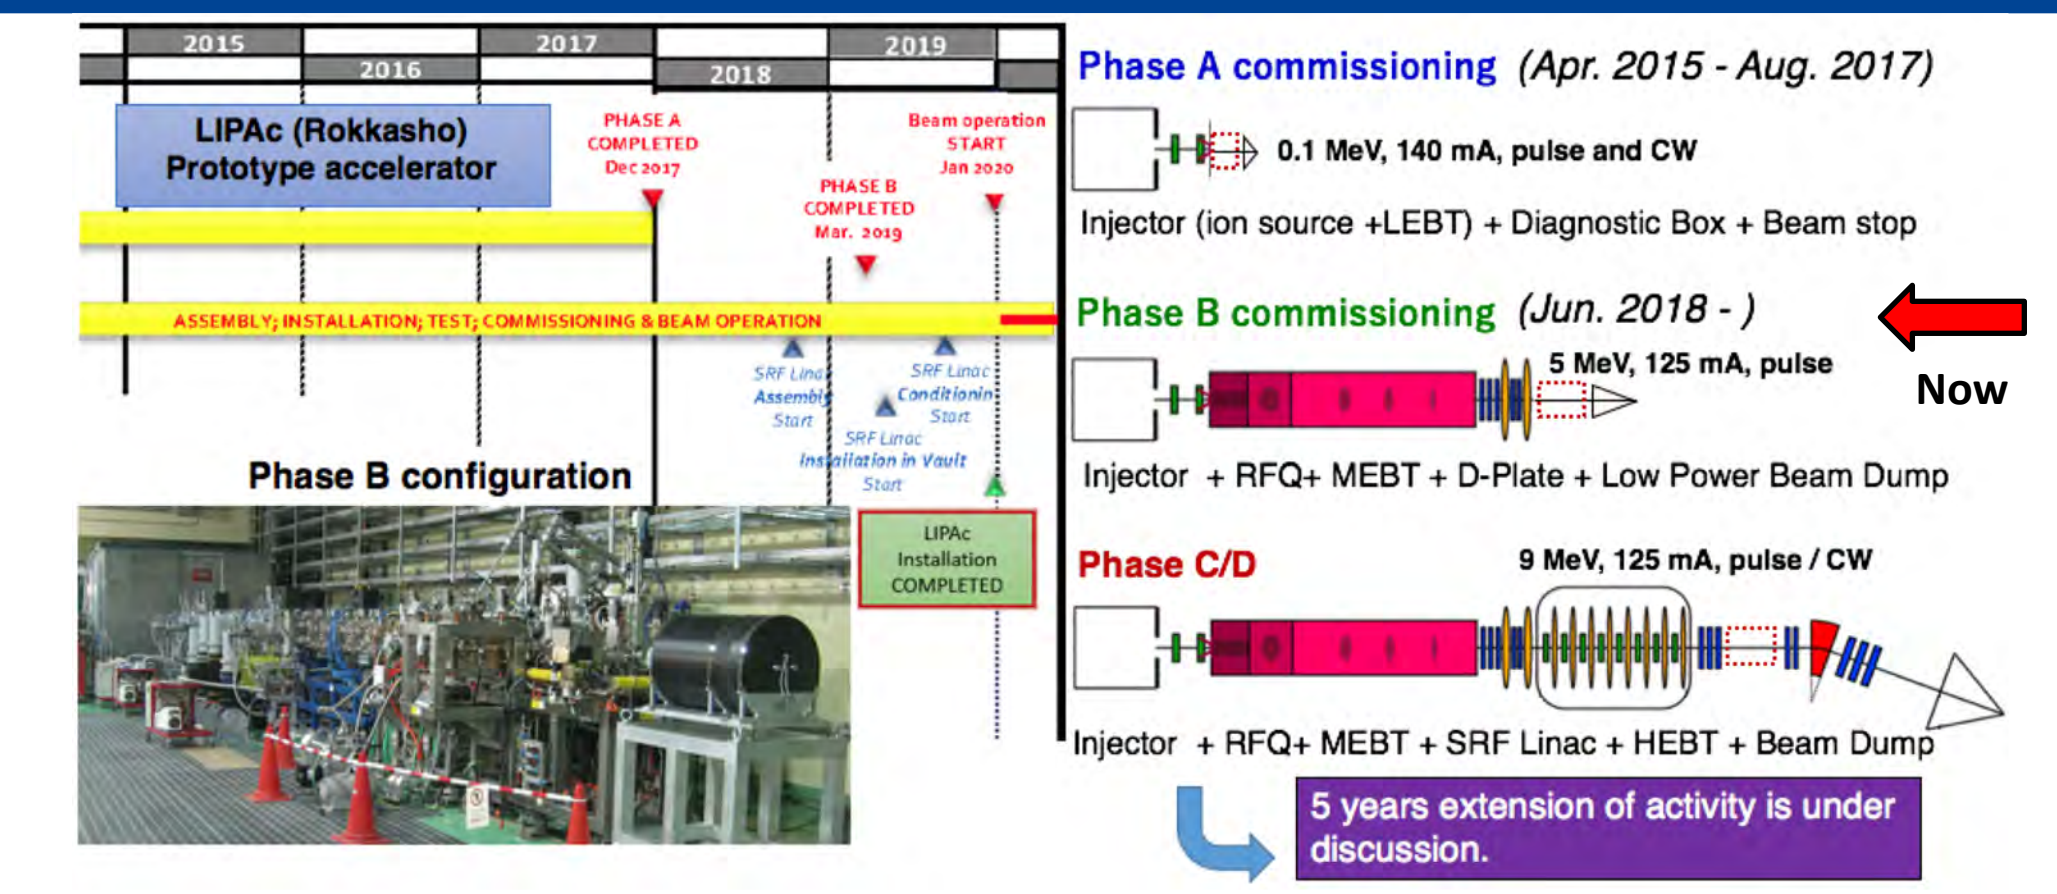 2015
2016
2017
2018
2019
LIPAc (Rokkasho)
Prototype accelerator
PHASE A
COMPLETED
Dec 2017
PHASE B
COMPLETED
Mar. 2019
Beam operation
START
Jan 2020
ASSEMBLY; INSTALLATION; TEST; COMMISSIONING & BEAM OPERATION
SRF Linac
Assembly
Start
SRF Linac
Conditionin
Start
SRF Linac
Installation in Vault
Start
Phase B configuration
LIPAc
Installation
COMPLETED
Phase A commissioning (Apr. 2015 - Aug. 2017)
0.1 MeV, 140 mA, pulse and CW
Injector (ion source +LEBT) + Diagnostic Box + Beam stop
Phase B commissioning (Jun. 2018 - )
5 MeV, 125 mA, pulse
Now
Injector + RFQ+ MEBT + D-Plate + Low Power Beam Dump
Phase C/D
9 MeV, 125 mA, pulse / CW
Injector + RFQ+ MEBT + SRF Linac + HEBT + Beam Dump
5 years extension of activity is under
discussion.